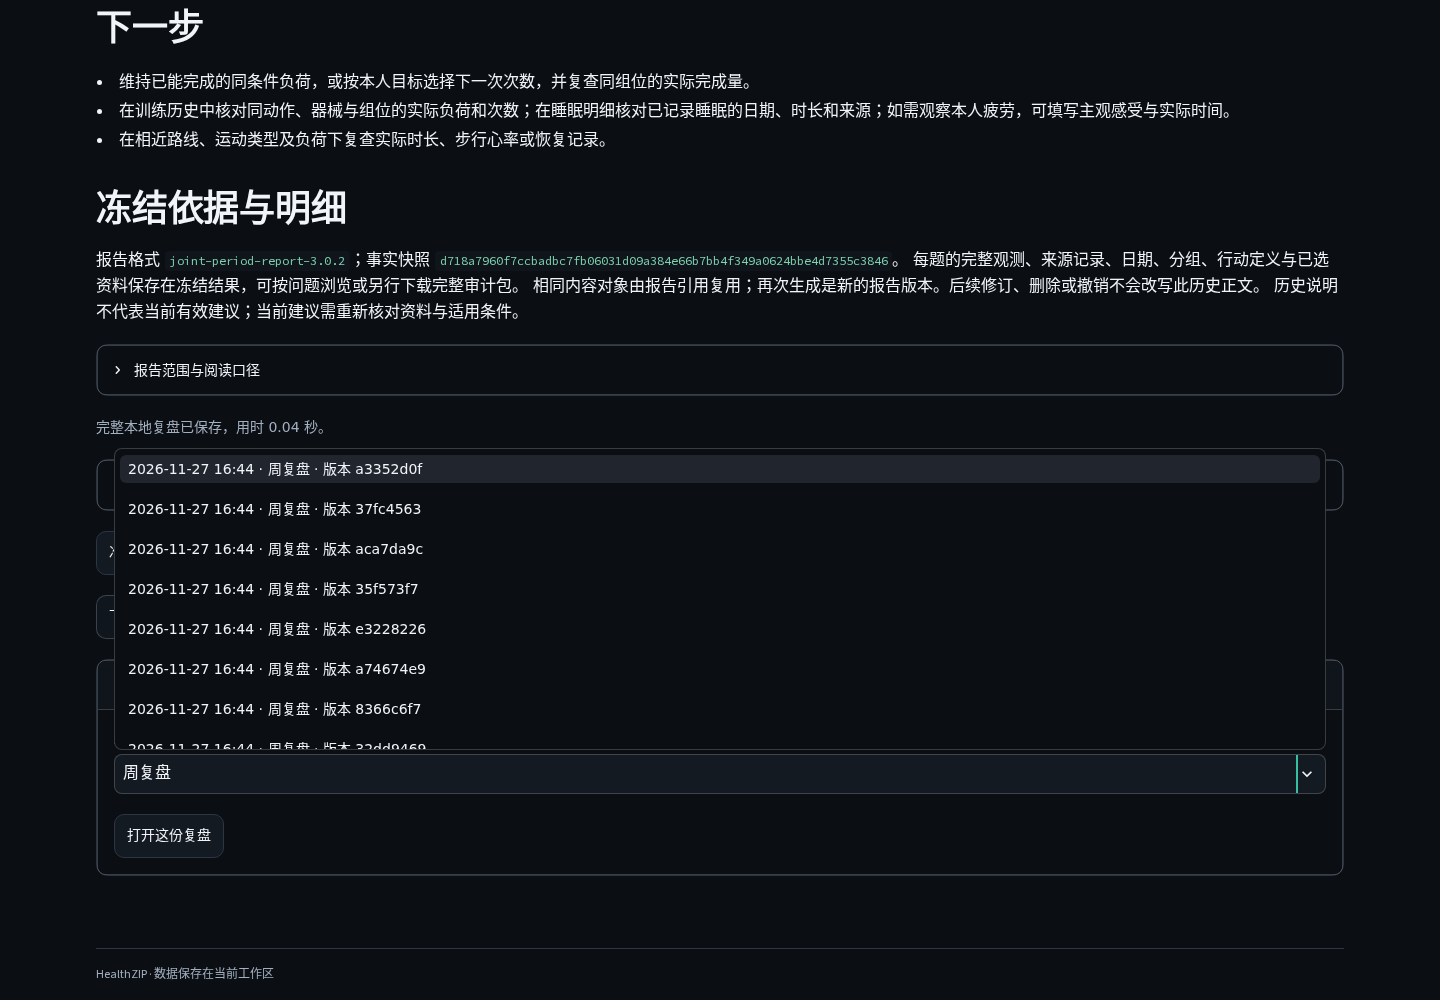 下一步
维持已能完成的同条件负荷，或按本人目标选择下一次次数，并复查同组位的实际完成量。
在训练历史中核对同动作、器械与组位的实际负荷和次数；在睡眠明细核对已记录睡眠的日期、时长和来源；如需观察本人疲劳，可填写主观感受与实际时间。
在相近路线、运动类型及负荷下复查实际时长、步行心率或恢复记录。
冻结依据与明细
报告格式 joint-period-report-3.0.2 ；事实快照 d718a7960f7ccbadbc7fb06031d09a384e66b7bb4f349a0624bbe4d7355c3846 。 每题的完整观测、来源记录、日期、分组、行动定义与已选
资料保存在冻结结果，可按问题浏览或另行下载完整审计包。 相同内容对象由报告引用复用；再次生成是新的报告版本。后续修订、删除或撤销不会改写此历史正文。 历史说明
不代表当前有效建议；当前建议需重新核对资料与适用条件。
报告范围与阅读口径
完整本地复盘已保存，用时 0.04 秒。
2026-11-27 16:44 · 周复盘 · 版本 a3352d0f
2026-11-27 16:44 · 周复盘 · 版本 37fc4563
2026-11-27 16:44 · 周复盘 · 版本 aca7da9c
2026-11-27 16:44 · 周复盘 · 版本 35f573f7
2026-11-27 16:44 · 周复盘 · 版本 e3228226
2026-11-27 16:44 · 周复盘 · 版本 a74674e9
2026-11-27 16:44 · 周复盘 · 版本 8366c6f7
2026-11-27 16:44 · 周复盘 · 版本 32dd9469
周复盘
打开这份复盘
HealthZIP · 数据保存在当前工作区